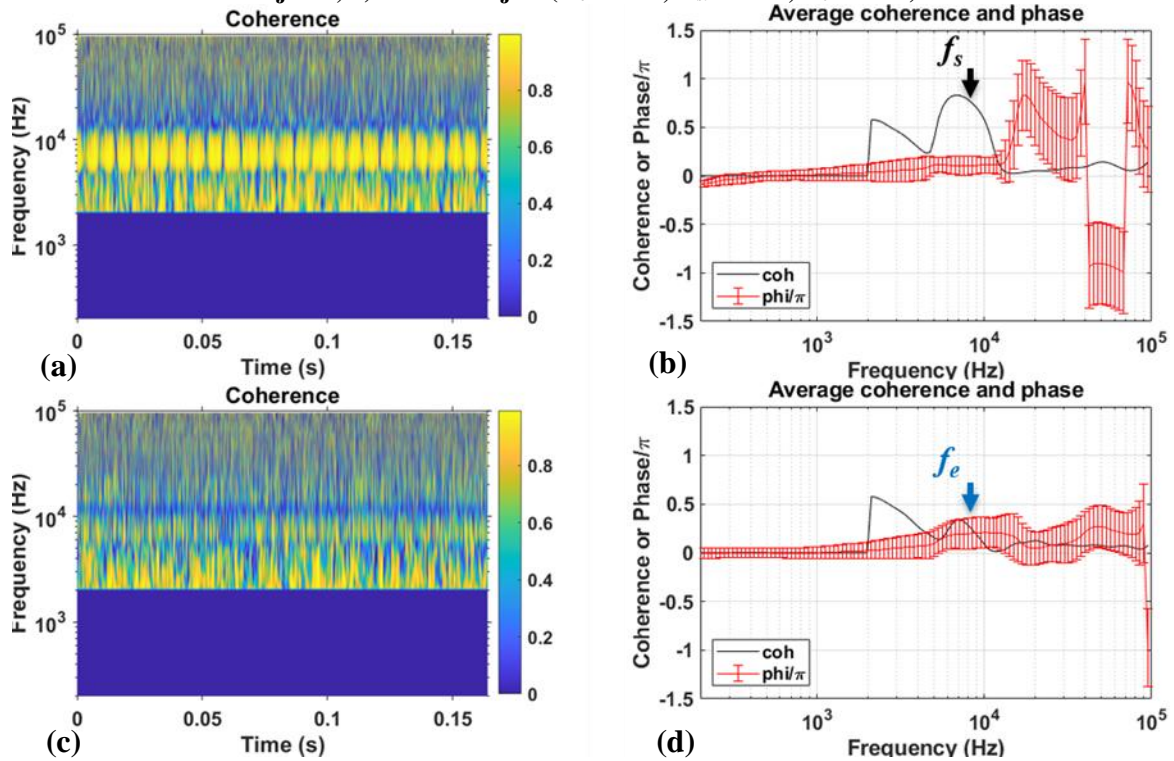 Coherence
Frequency (Hz)
10^5
10^4
10^3
0
0.05
0.1
0.15
Time (s)
0.8
0.6
0.4
0.2
0
(a)
Average coherence and phase
Coherence or Phase/π
1.5
1
0.5
0
-0.5
-1
-1.5
f_s
coh
phi/π
10^3
10^4
10^5
Frequency (Hz)
(b)
Coherence
Frequency (Hz)
10^5
10^4
10^3
0
0.05
0.1
0.15
Time (s)
0.8
0.6
0.4
0.2
0
(c)
Average coherence and phase
Coherence or Phase/π
1.5
1
0.5
0
-0.5
-1
-1.5
f_e
coh
phi/π
10^3
10^4
10^5
Frequency (Hz)
(d)